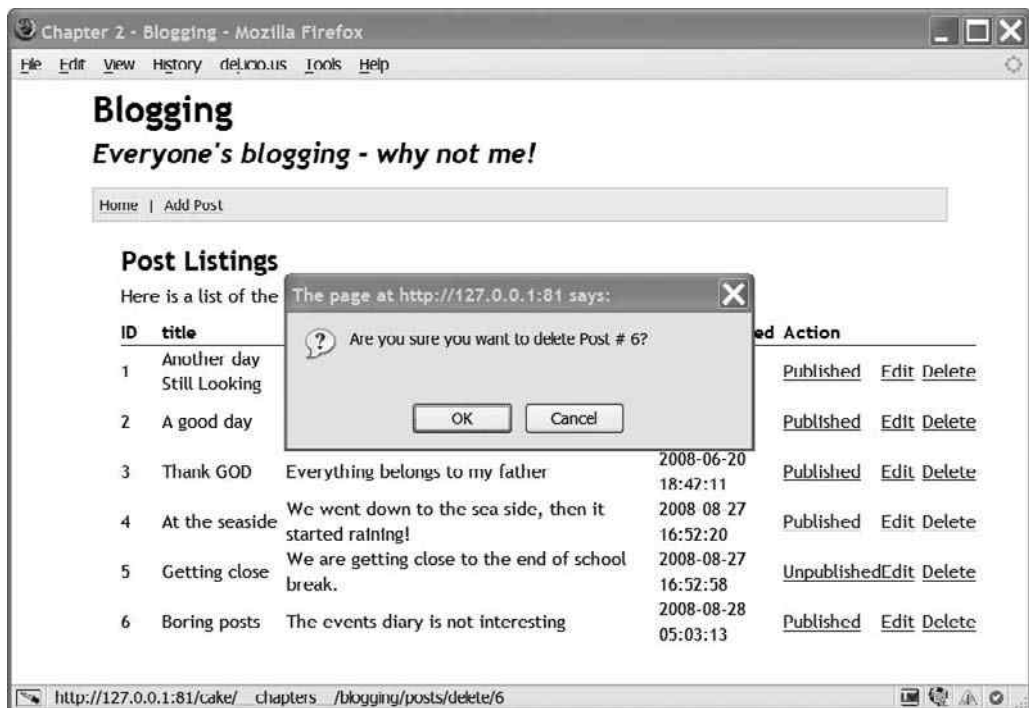 Chapter 2 - Blogging - Mozilla Firefox
File Edit View History del.icio.us Tools Help
Blogging
Everyone's blogging - why not me!
Home | Add Post
Post Listings
Here is a list of the
The page at http://127.0.0.1:81 says:
Are you sure you want to delete Post # 6?
OK Cancel
ID title ed Action
1 Another day
Still Looking
Published Edit Delete
2 A good day Published Edit Delete
3 Thank GOD Everything belongs to my father 2008-06-20
18:47:11
Published Edit Delete
4 At the seaside We went down to the sea side, then it
started raining!
2008-08-27
16:52:20
Published Edit Delete
5 Getting close We are getting close to the end of school
break.
2008-08-27
16:52:58
Unpublished Edit Delete
6 Boring posts The events diary is not interesting 2008-08-28
05:03:13
Published Edit Delete
http://127.0.0.1:81/cake/ chapters /blogging/posts/delete/6